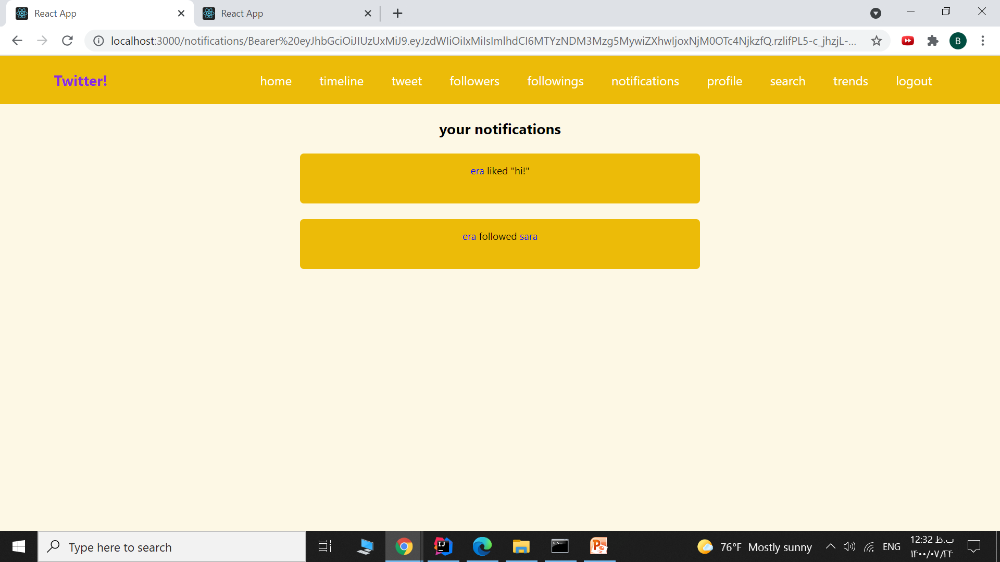 React App
React App
localhost:3000/notifications/Bearer%20eyJhbGciOiJIUzUxMiJ9.eyJzdWIiOiIxMiIsImlhdCI6MTYzNDM3Mzg5MywiZXhwIjoxNjM0OTc4NjkzfQ.rzlifPL5-c_jhzjL-...
B
Twitter!
home timeline tweet followers followings notifications profile search trends logout
your notifications
era liked "hi!"
era followed sara
Type here to search
76°F Mostly sunny
ENG
12:32 ب.ظ
۱۴۰۰/۰۷/۲۴